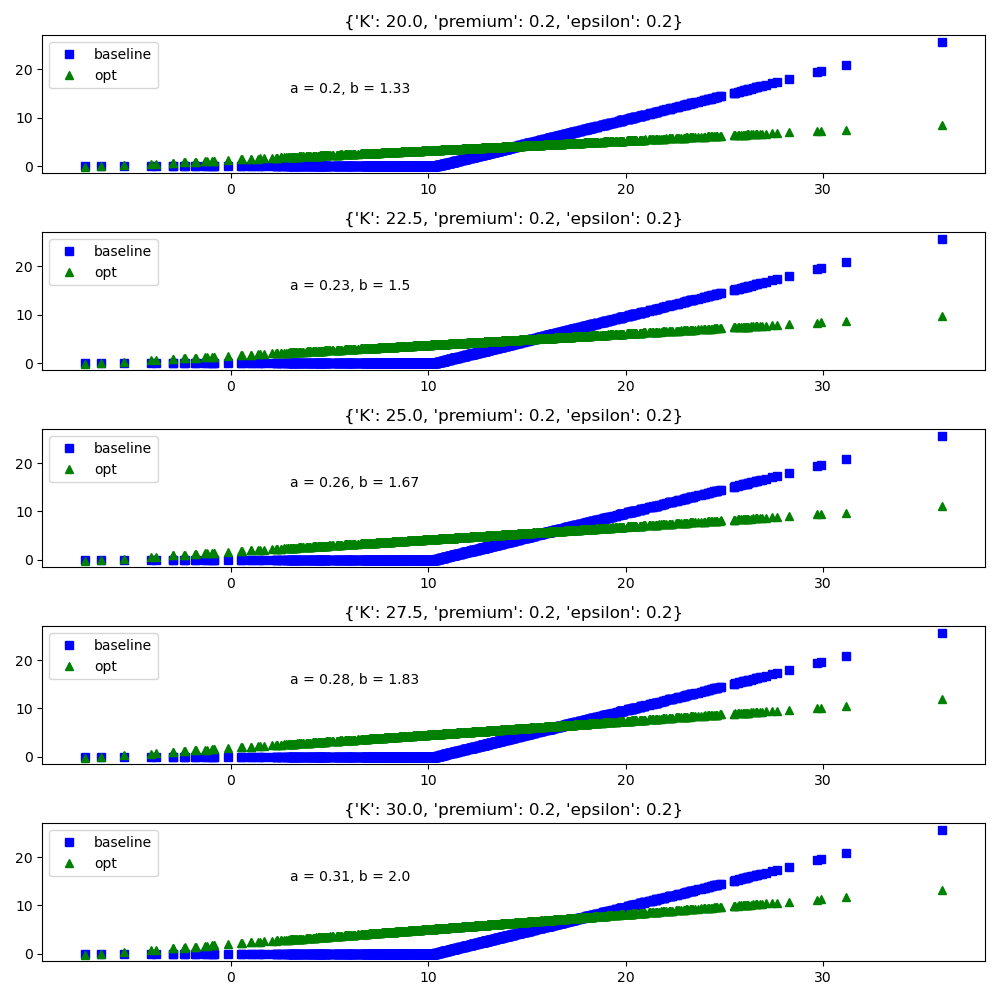 {'K': 20.0, 'premium': 0.2, 'epsilon': 0.2}
baseline
opt
a = 0.2, b = 1.33
20
10
0
0 10 20 30
{'K': 22.5, 'premium': 0.2, 'epsilon': 0.2}
baseline
opt
a = 0.23, b = 1.5
20
10
0
0 10 20 30
{'K': 25.0, 'premium': 0.2, 'epsilon': 0.2}
baseline
opt
a = 0.26, b = 1.67
20
10
0
0 10 20 30
{'K': 27.5, 'premium': 0.2, 'epsilon': 0.2}
baseline
opt
a = 0.28, b = 1.83
20
10
0
0 10 20 30
{'K': 30.0, 'premium': 0.2, 'epsilon': 0.2}
baseline
opt
a = 0.31, b = 2.0
20
10
0
0 10 20 30